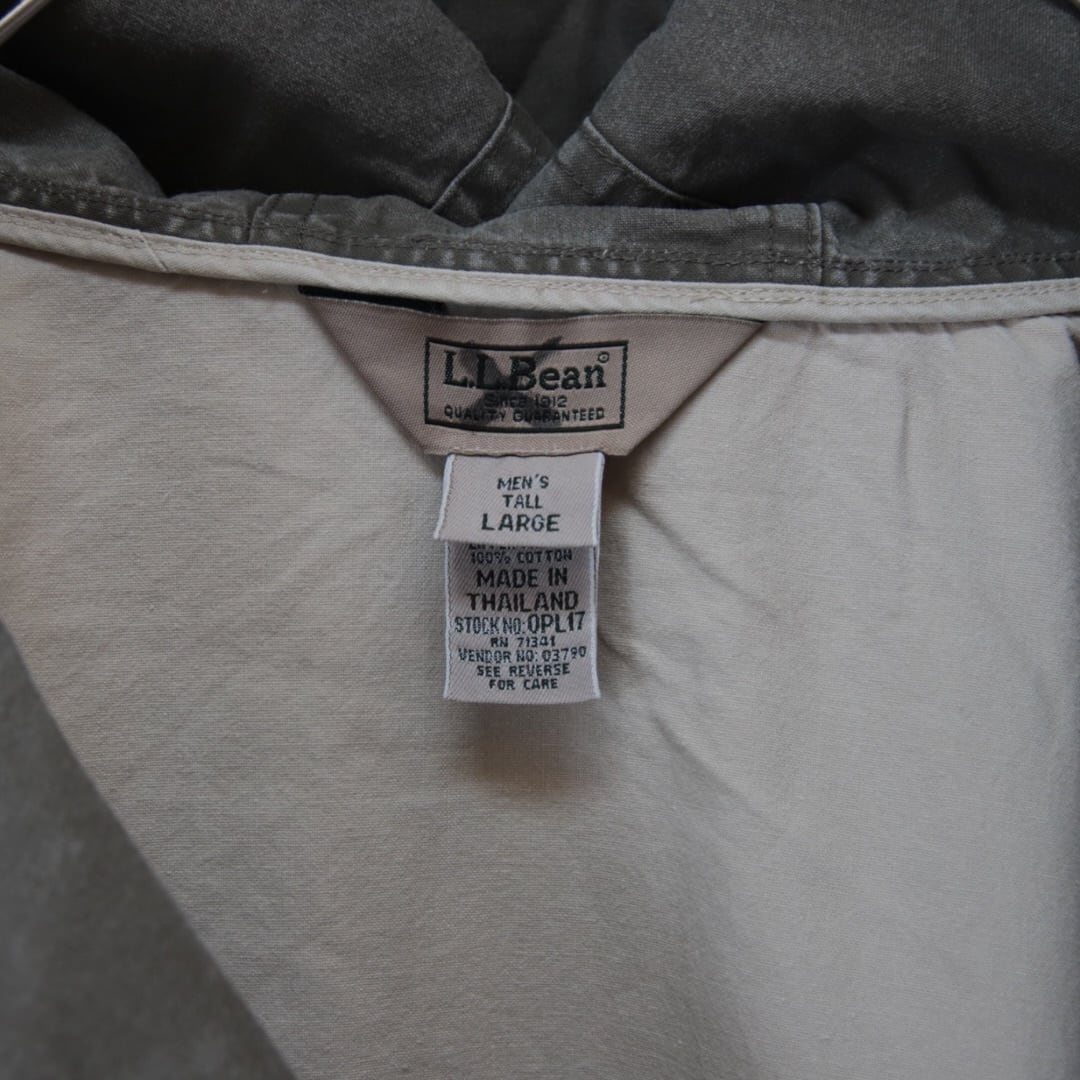 L.L.Bean®
Since 1912
QUALITY GUARANTEED
MEN'S
TALL
LARGE
100% COTTON
MADE IN
THAILAND
STOCK NO: 0PL17
RN 71341
VENDOR NO: 03790
SEE REVERSE
FOR CARE